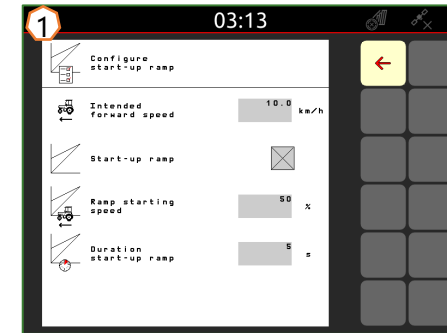 1
03:13
Configure
start-up ramp
Intended
forward speed
10.0
km/h
Start-up ramp
Ramp starting
speed
50
%
Duration
start-up ramp
5
s